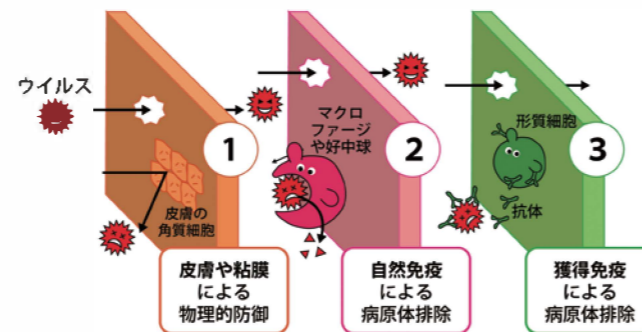 ウイルス
1
皮膚の
角質細胞
皮膚や粘膜
による
物理的防御
マクロ
ファージ
や好中球
2
自然免疫
による
病原体排除
形質細胞
3
抗体
獲得免疫
による
病原体排除